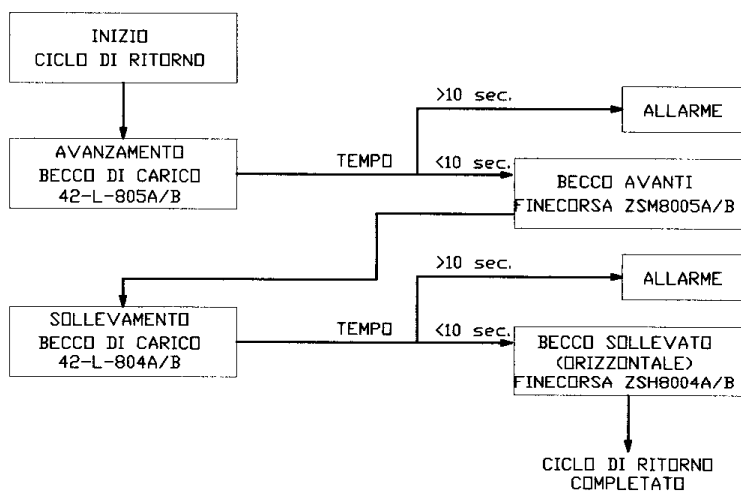 INIZIO
CICLO DI RITORNO
>10 sec.
ALLARME
AVANZAMENTO
BECCO DI CARICO
42-L-805A/B
TEMPO
<10 sec.
BECCO AVANTI
FINECORSA ZSM8005A/B
>10 sec.
ALLARME
SOLLEVAMENTO
BECCO DI CARICO
42-L-804A/B
TEMPO
<10 sec.
BECCO SOLLEVATO
(ORIZZONTALE)
FINECORSA ZSH8004A/B
CICLO DI RITORNO
COMPLETATO